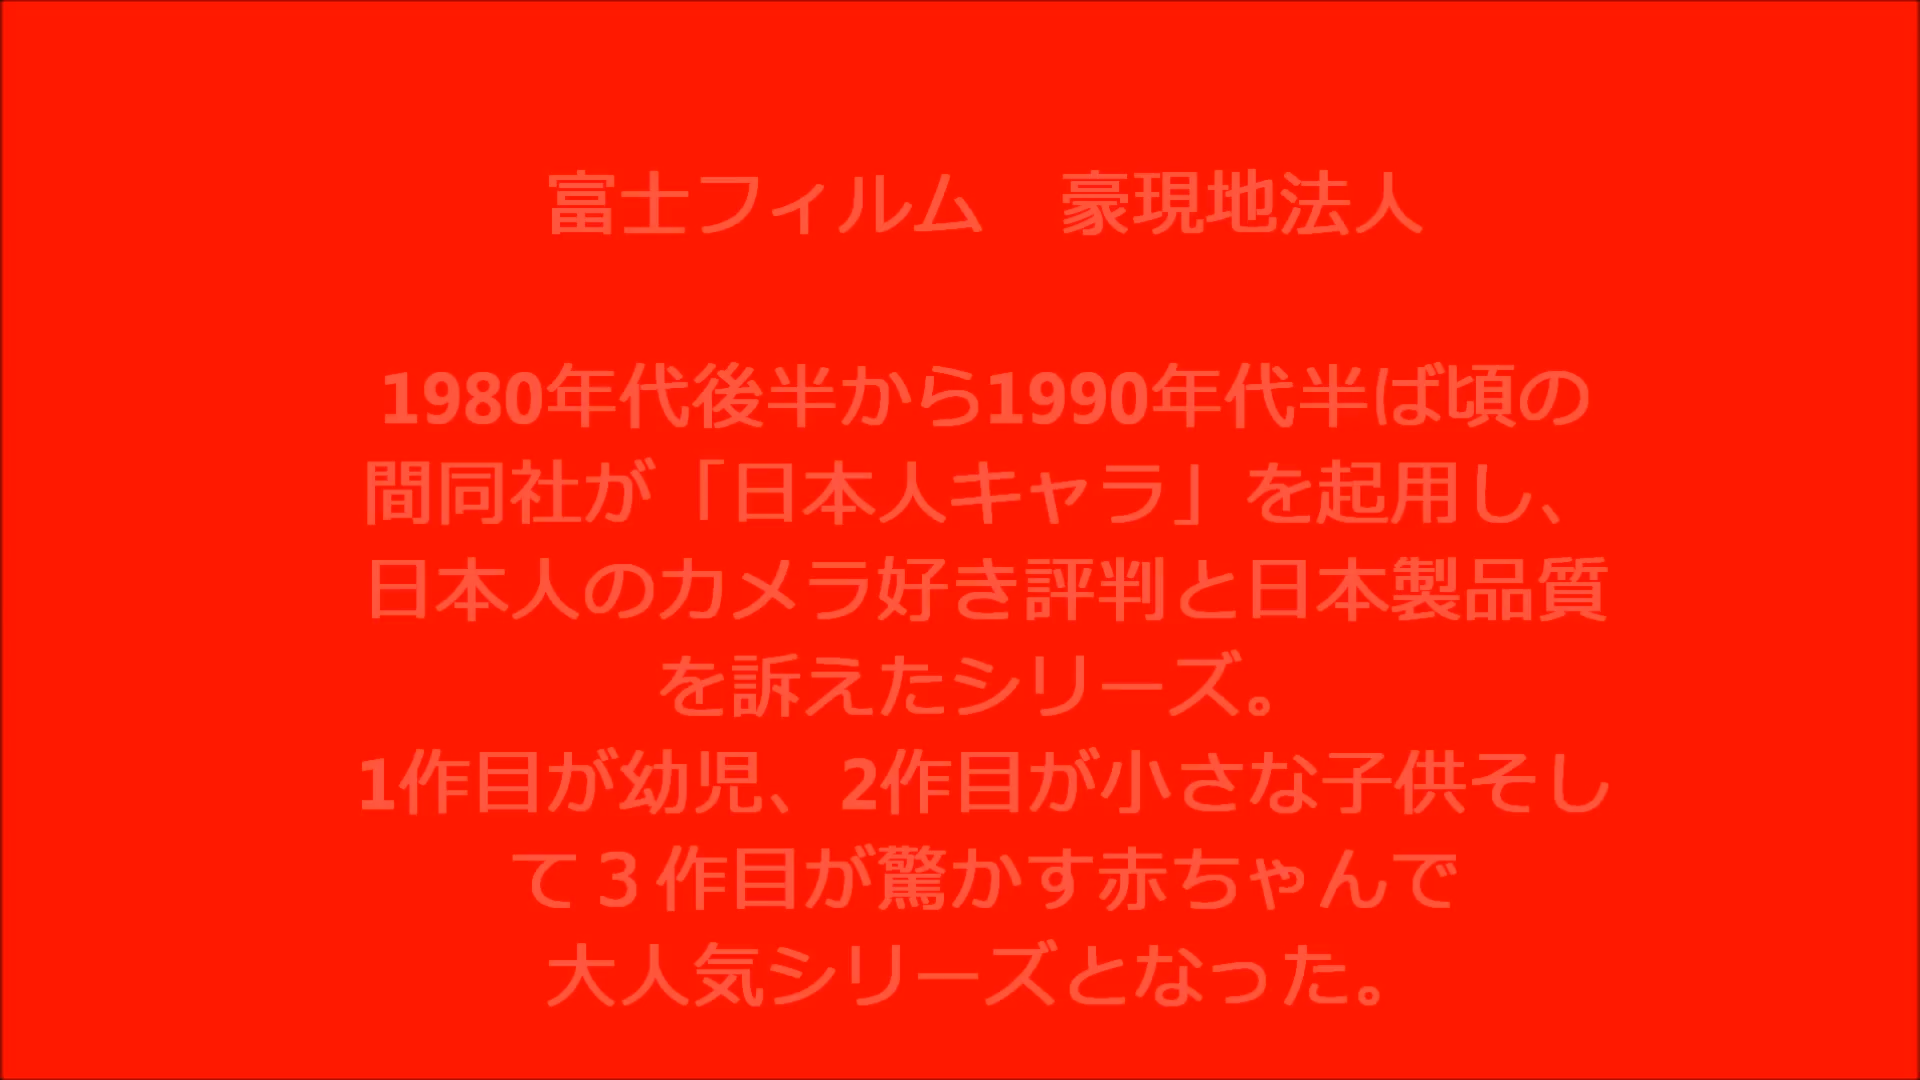 富士フィルム　豪現地法人
1980年代後半から1990年代半ば頃の
間同社が「日本人キャラ」を起用し、
日本人のカメラ好き評判と日本製品質
を訴えたシリーズ。
1作目が幼児、2作目が小さな子供そし
て３作目が驚かす赤ちゃんで
大人気シリーズとなった。